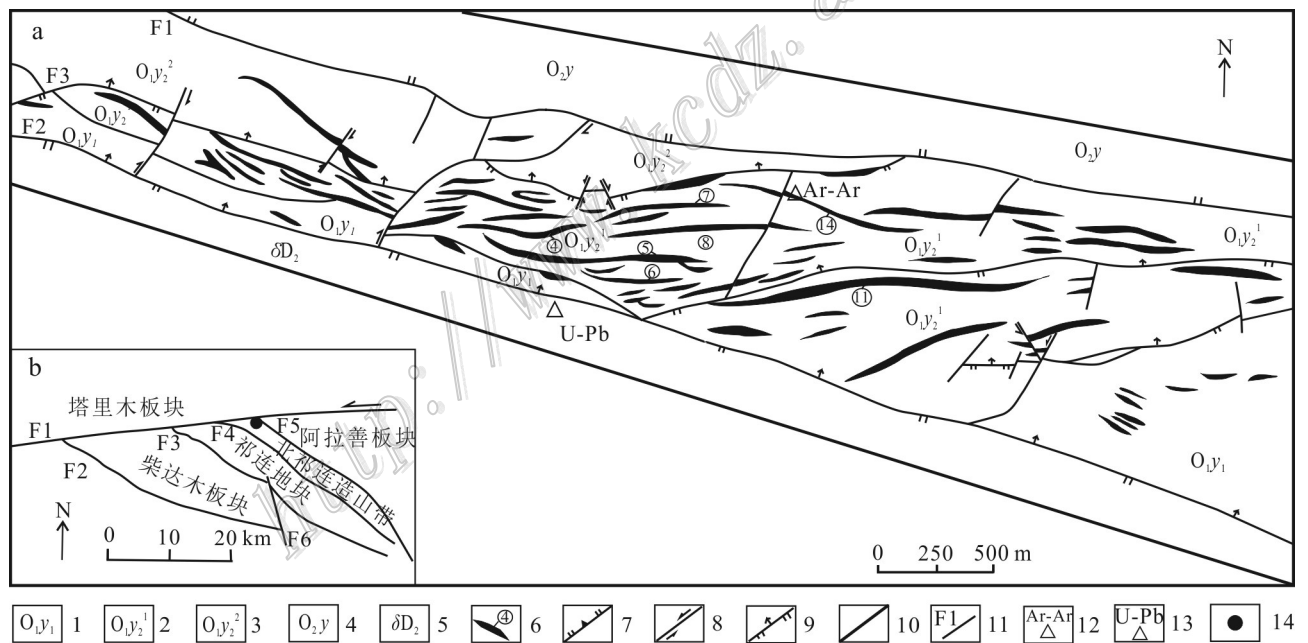 a
F1
O₂y
N
F3
O₁y₂²
O₁y₂
F2
O₁y₁
O₁y₂²
O₂y
⑦
Ar-Ar
⑭
O₁y₁
④
O₁y₂¹
⑤
⑧
O₁y₂¹
O₁y₂¹
δD₂
O₁y₁
⑥
⑪
U-Pb
O₁y₂¹
b
塔里木板块
F1
F4
F5
阿拉善板块
F3
F2
祁连地块
北祁连造山带
柴达木板块
N
0 10 20 km
F6
O₁y₁
0 250 500 m
http://www.kcdz.
O₁y₁ 1 O₁y₂¹ 2 O₁y₂² 3 O₂y 4 δD₂ 5 ④ 6 7 8 9 10 F1 11 Ar-Ar 12 U-Pb 13 14